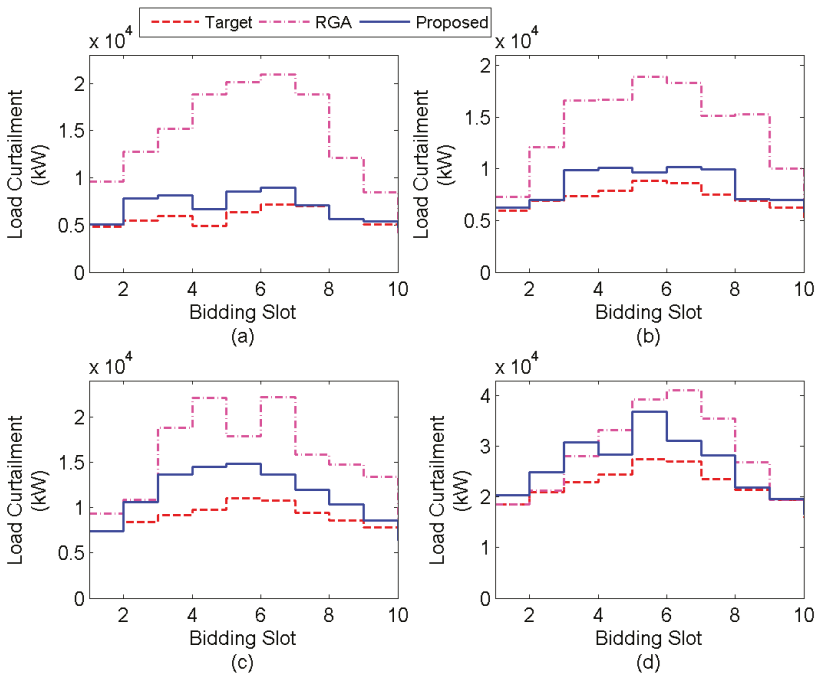 Target RGA Proposed
x 10^4
Load Curtailment
(kW)
2
1.5
1
0.5
0
2 4 6 8 10
Bidding Slot
(a)
x 10^4
Load Curtailment
(kW)
2
1.5
1
0.5
0
2 4 6 8 10
Bidding Slot
(b)
x 10^4
Load Curtailment
(kW)
2
1.5
1
0.5
0
2 4 6 8 10
Bidding Slot
(c)
x 10^4
Load Curtailment
(kW)
4
3
2
1
0
2 4 6 8 10
Bidding Slot
(d)